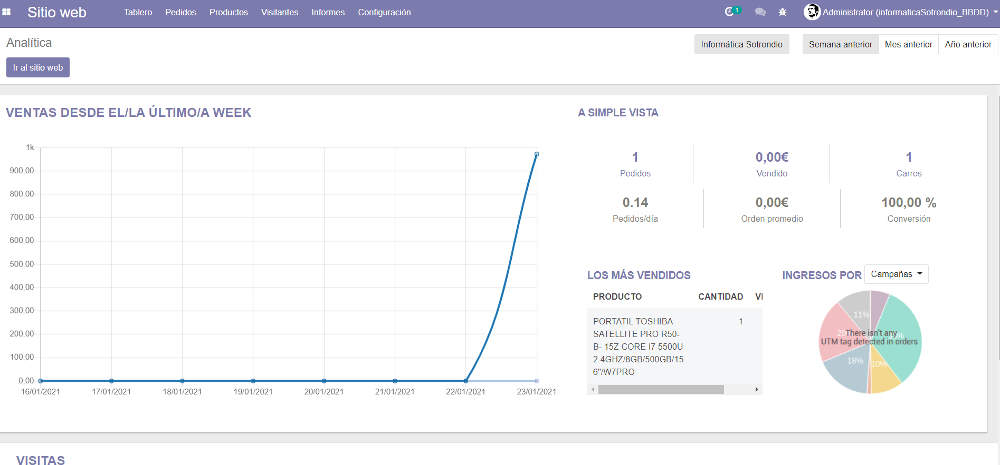 Sitio web
Tablero
Pedidos
Productos
Visitantes
Informes
Configuración
1
Administrator (informaticaSotrondio_BBDD)
Analítica
Informática Sotrondio
Semana anterior
Mes anterior
Año anterior
Ir al sitio web
VENTAS DESDE EL/LA ÚLTIMO/A WEEK
1k
900,00
800,00
700,00
600,00
500,00
400,00
300,00
200,00
100,00
0,00
16/01/2021
17/01/2021
18/01/2021
19/01/2021
20/01/2021
21/01/2021
22/01/2021
23/01/2021
A SIMPLE VISTA
1
Pedidos
0,00€
Vendido
1
Carros
0.14
Pedidos/día
0,00€
Orden promedio
100,00 %
Conversión
LOS MÁS VENDIDOS
PRODUCTO CANTIDAD
PORTATIL TOSHIBA 1
SATELLITE PRO R50-
B- 15Z CORE I7 5500U
2.4GHZ/8GB/500GB/15.
6"/W7PRO
INGRESOS POR
Campañas
11%
There isn't any
UTM tag detected in orders
18%
10%
VISITAS